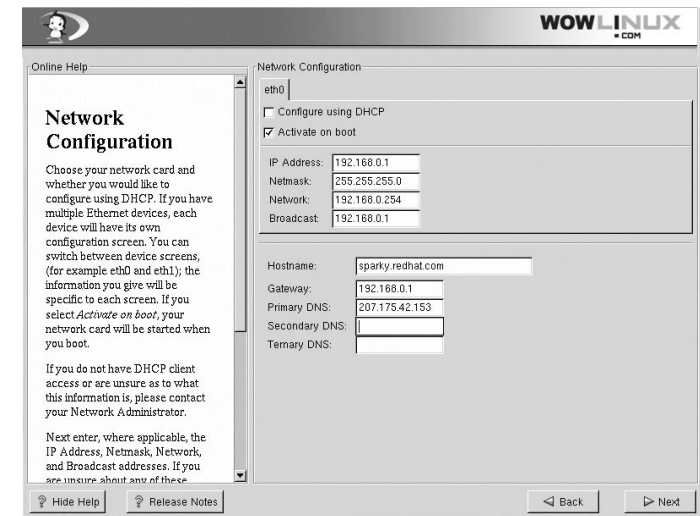 WOWLINUX
.COM
Online Help
Network
Configuration
Choose your network card and
whether you would like to
configure using DHCP. If you have
multiple Ethernet devices, each
device will have its own
configuration screen. You can
switch between device screens,
(for example eth0 and eth1); the
information you give will be
specific to each screen. If you
select Activate on boot, your
network card will be started when
you boot.
If you do not have DHCP client
access or are unsure as to what
this information is, please contact
your Network Administrator.
Next enter, where applicable, the
IP Address, Netmask, Network,
and Broadcast addresses. If you
are unsure about any of these
Network Configuration
eth0
Configure using DHCP
Activate on boot
IP Address: 192.168.0.1
Netmask: 255.255.255.0
Network: 192.168.0.254
Broadcast: 192.168.0.1
Hostname: sparky.redhat.com
Gateway: 192.168.0.1
Primary DNS: 207.175.42.153
Secondary DNS:
Ternary DNS:
Hide Help
Release Notes
Back
Next